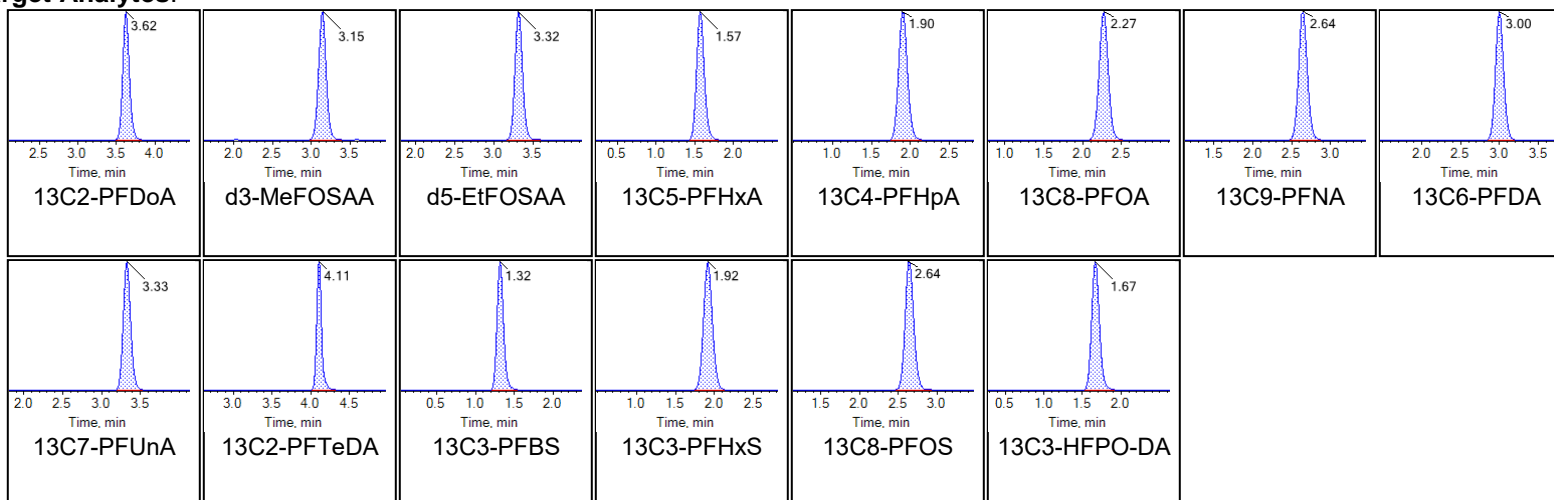 rget Analytes:
3.62
2.5 3.0 3.5 4.0
Time, min
13C2-PFDoA
3.15
2.0 2.5 3.0 3.5
Time, min
d3-MeFOSAA
3.32
2.0 2.5 3.0 3.5
Time, min
d5-EtFOSAA
1.57
0.5 1.0 1.5 2.0
Time, min
13C5-PFHxA
1.90
1.0 1.5 2.0 2.5
Time, min
13C4-PFHpA
2.27
1.0 1.5 2.0 2.5
Time, min
13C8-PFOA
2.64
1.5 2.0 2.5 3.0
Time, min
13C9-PFNA
3.00
2.0 2.5 3.0 3.5
Time, min
13C6-PFDA
3.33
2.0 2.5 3.0 3.5
Time, min
13C7-PFUnA
4.11
3.0 3.5 4.0 4.5
Time, min
13C2-PFTeDA
1.32
0.5 1.0 1.5 2.0
Time, min
13C3-PFBS
1.92
1.0 1.5 2.0 2.5
Time, min
13C3-PFHxS
2.64
1.5 2.0 2.5 3.0
Time, min
13C8-PFOS
1.67
0.5 1.0 1.5 2.0
Time, min
13C3-HFPO-DA